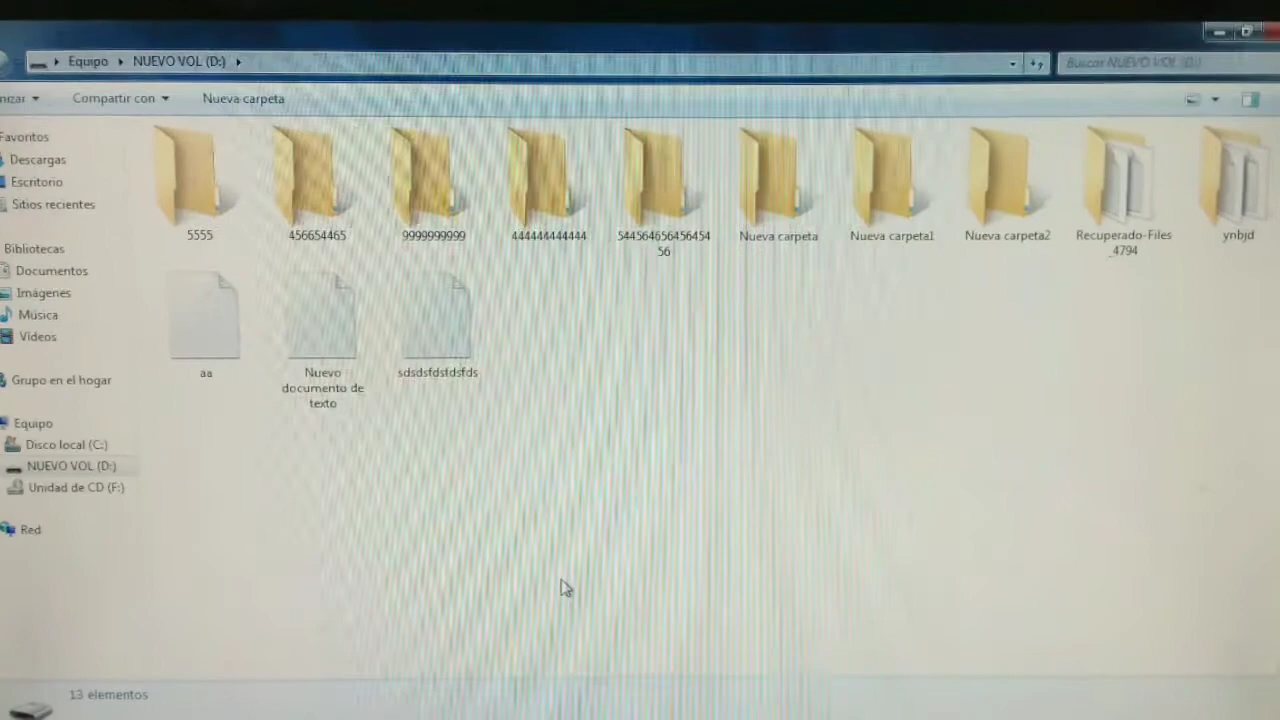 Equipo NUEVO VOL (D:)
Buscar NUEVO VOL (D:)
nizar Compartir con Nueva carpeta
Favoritos
Descargas
Escritorio
Sitios recientes
Bibliotecas
Documentos
Imágenes
Música
Vídeos
Grupo en el hogar
Equipo
Disco local (C:)
NUEVO VOL (D:)
Unidad de CD (F:)
Red
5555
456654465
9999999999
444444444444
544564656456454
56
Nueva carpeta
Nueva carpeta1
Nueva carpeta2
Recuperado-Files
_4794
ynbjd
aa
Nuevo
documento de
texto
13 elementos